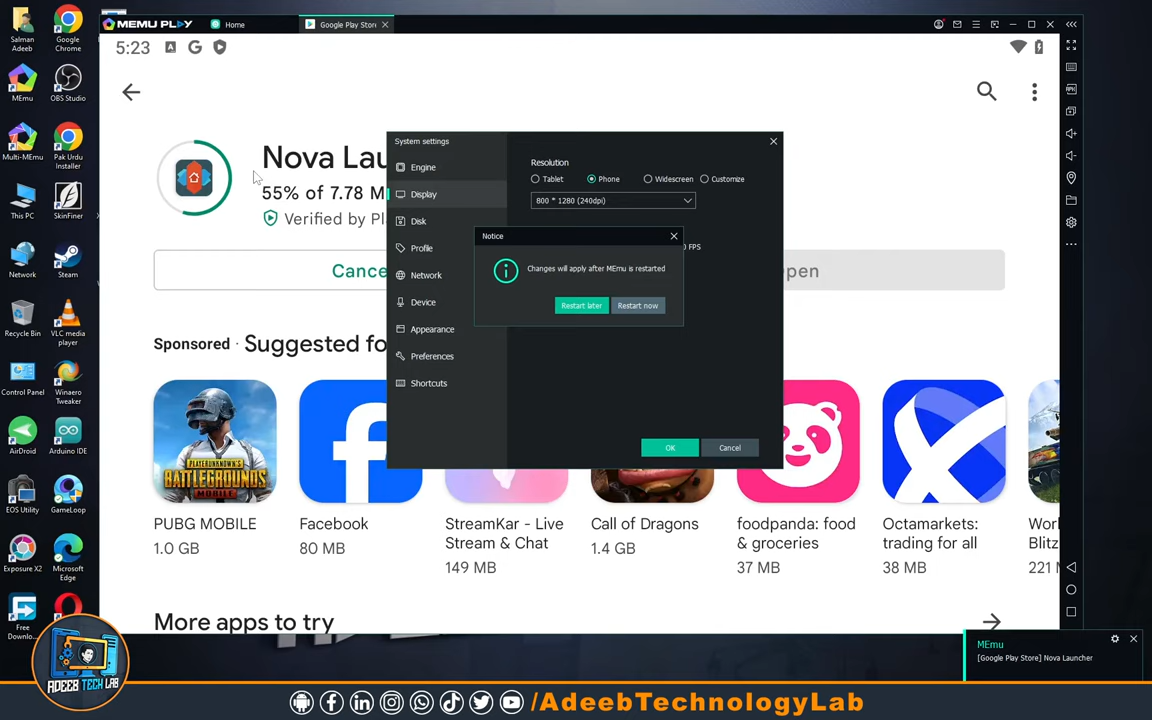 Salman
Adeeb
Google
Chrome
MEmu
OBS Studio
Multi-MEmu
Pak Urdu
Installer
This PC
SkinFiner
Network
Steam
Recycle Bin
VLC media
player
Control Panel
Winaero
Tweaker
AirDroid
Arduino IDE
EOS Utility
GameLoop
Exposure X2
Microsoft
Edge
Free
Downlo...
MEMU PLAY
Home
Google Play Store
5:23
Nova Lau
55% of 7.78 M
Verified by Pl
Cance
pen
Sponsored · Suggested fo
PUBG MOBILE
1.0 GB
Facebook
80 MB
StreamKar - Live
Stream & Chat
149 MB
Call of Dragons
1.4 GB
foodpanda: food
& groceries
37 MB
Octamarkets:
trading for all
38 MB
Wor
Blitz
221
More apps to try
PLAYERUNKNOWN'S
BATTLEGROUNDS
MOBILE
System settings
Engine
Display
Disk
Profile
Network
Device
Appearance
Preferences
Shortcuts
Resolution
Tablet
Phone
Widescreen
Customize
800 * 1280 (240dpi)
0 FPS
Notice
Changes will apply after MEmu is restarted
Restart later
Restart now
OK
Cancel
MEmu
[Google Play Store] Nova Launcher
ADEEB TECH LAB
/AdeebTechnologyLab